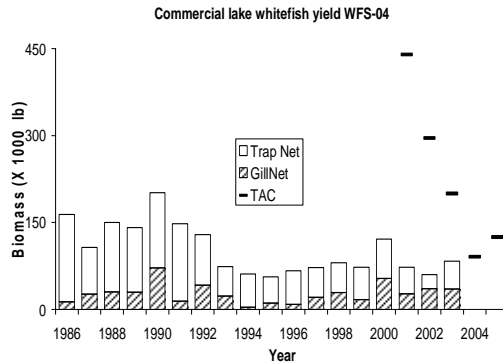 Commercial lake whitefish yield WFS-04
450
300
150
0
Biomass (X 1000 lb)
Trap Net
GillNet
TAC
1986 1988 1990 1992 1994 1996 1998 2000 2002 2004
Year